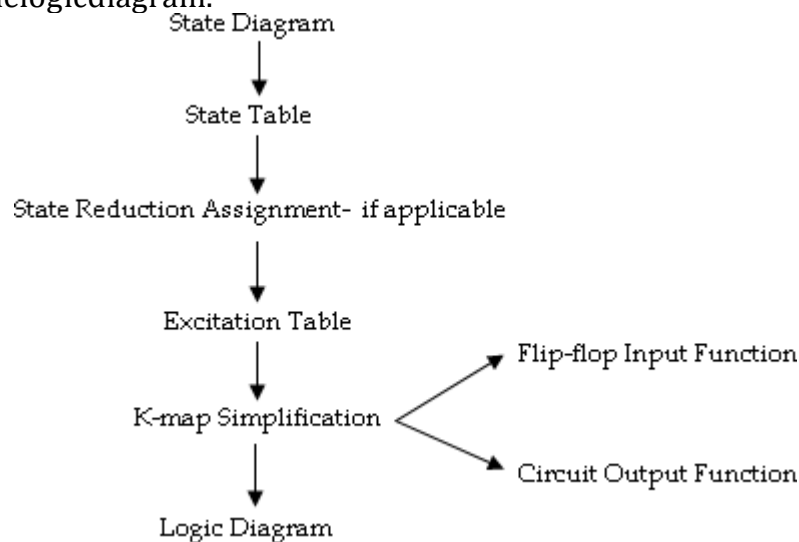 elogicdiagram.
State Diagram
State Table
State Reduction Assignment- if applicable
Excitation Table
Flip-flop Input Function
K-map Simplification
Circuit Output Function
Logic Diagram